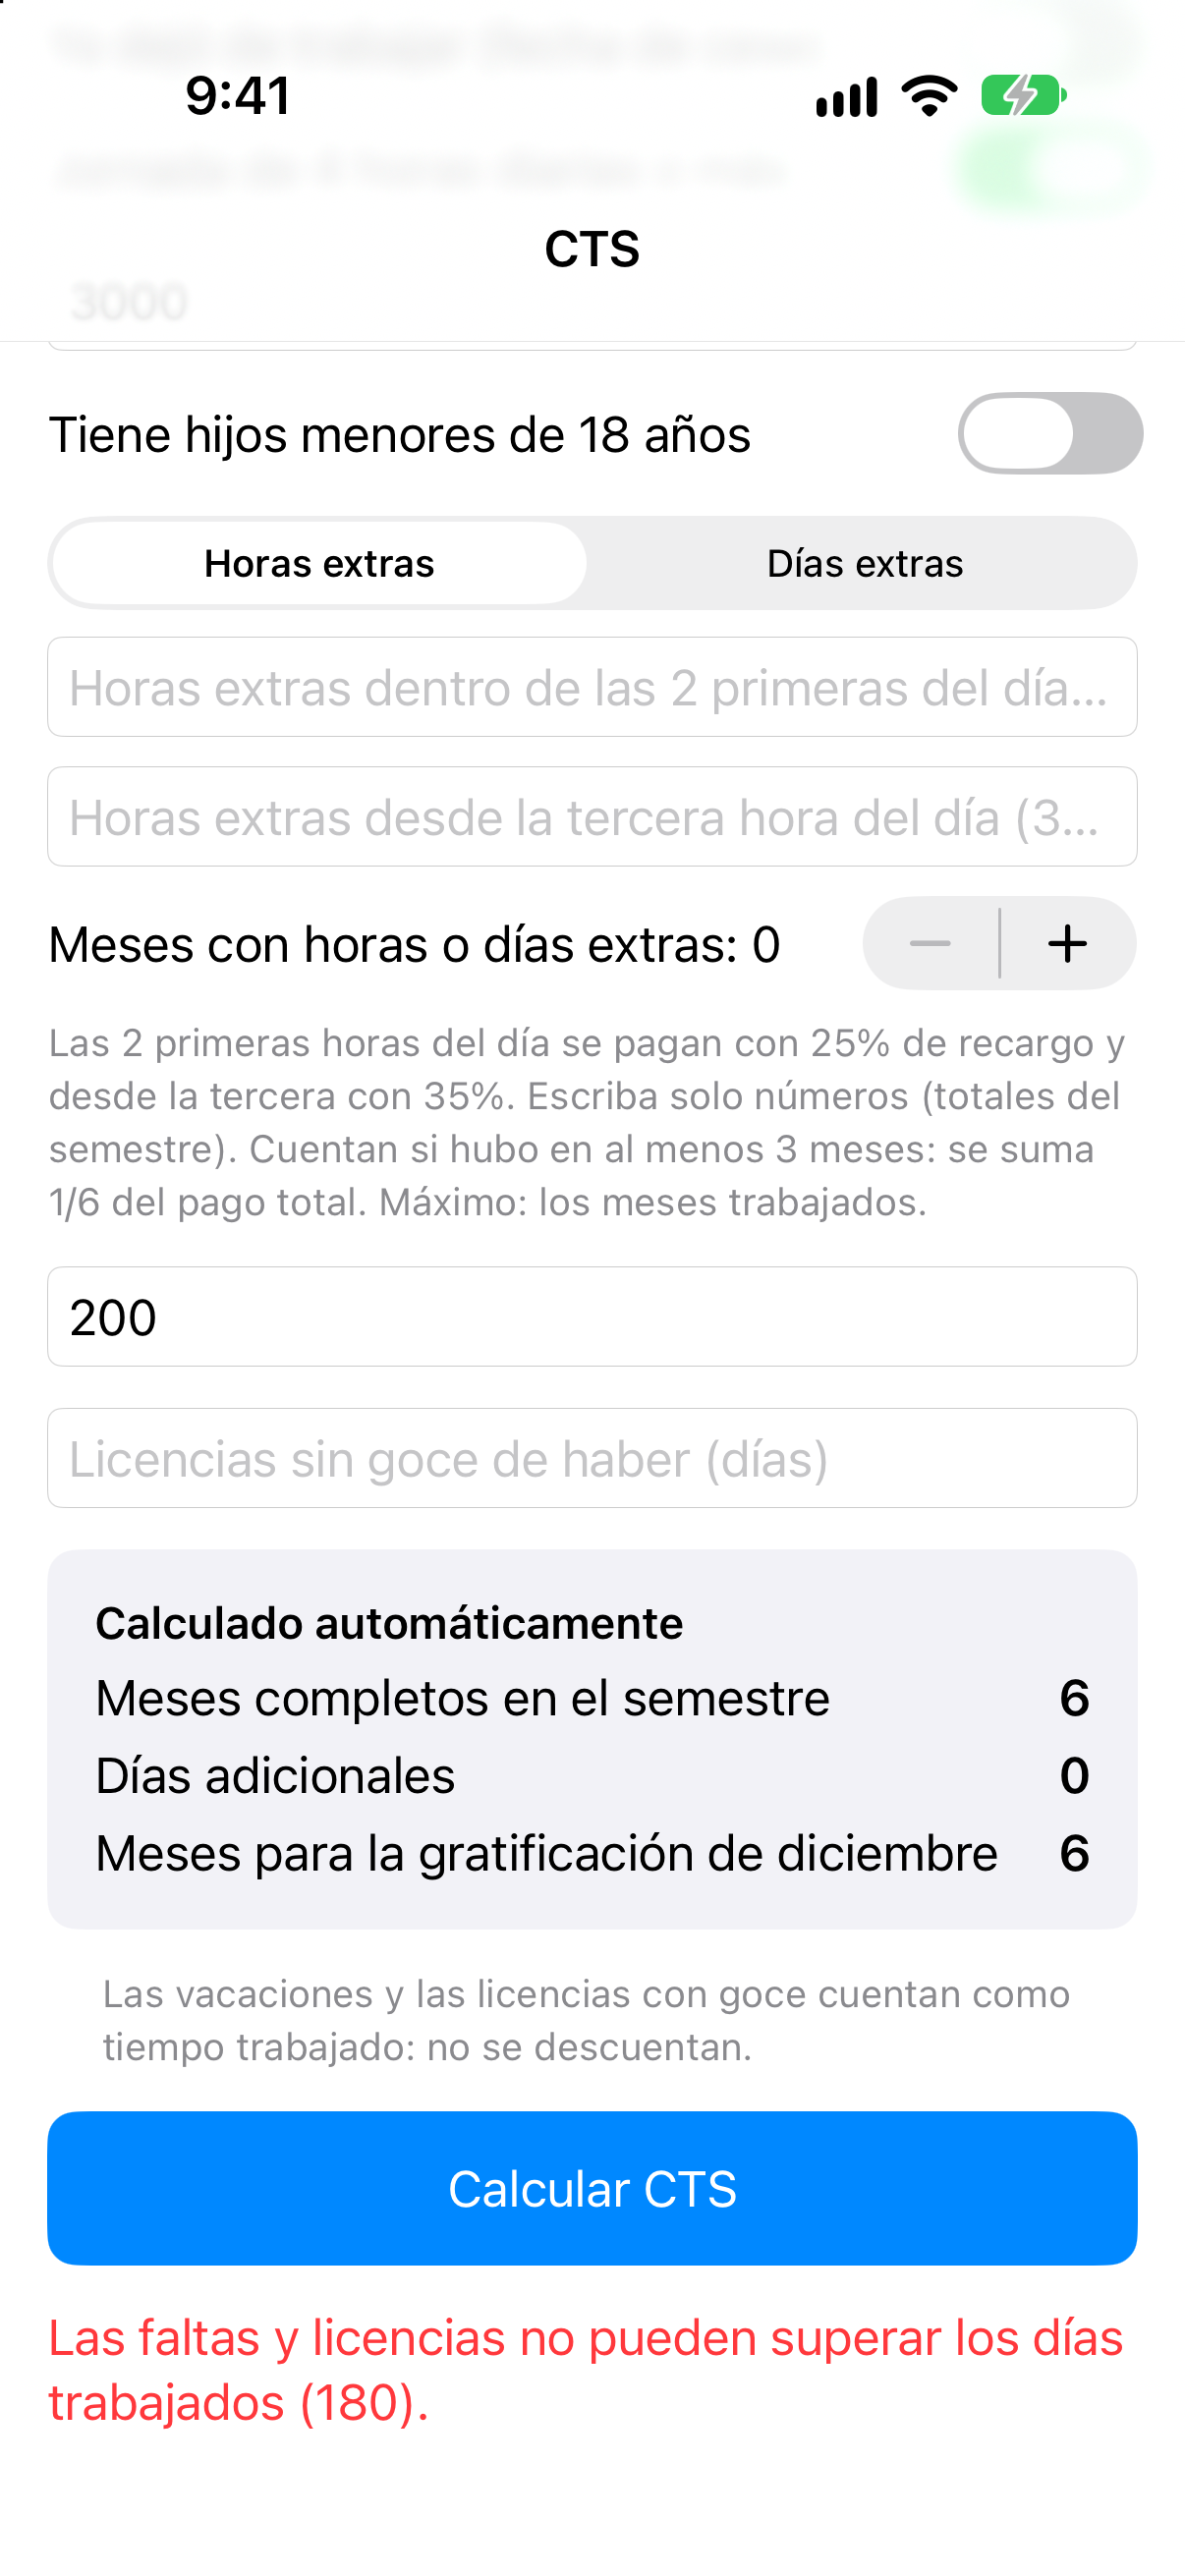 9:41
CTS
3000
Tiene hijos menores de 18 años
Horas extras
Días extras
Horas extras dentro de las 2 primeras del día...
Horas extras desde la tercera hora del día (3...
Meses con horas o días extras: 0
Las 2 primeras horas del día se pagan con 25% de recargo y
desde la tercera con 35%. Escriba solo números (totales del
semestre). Cuentan si hubo en al menos 3 meses: se suma
1/6 del pago total. Máximo: los meses trabajados.
200
Licencias sin goce de haber (días)
Calculado automáticamente
Meses completos en el semestre 6
Días adicionales 0
Meses para la gratificación de diciembre 6
Las vacaciones y las licencias con goce cuentan como
tiempo trabajado: no se descuentan.
Calcular CTS
Las faltas y licencias no pueden superar los días
trabajados (180).